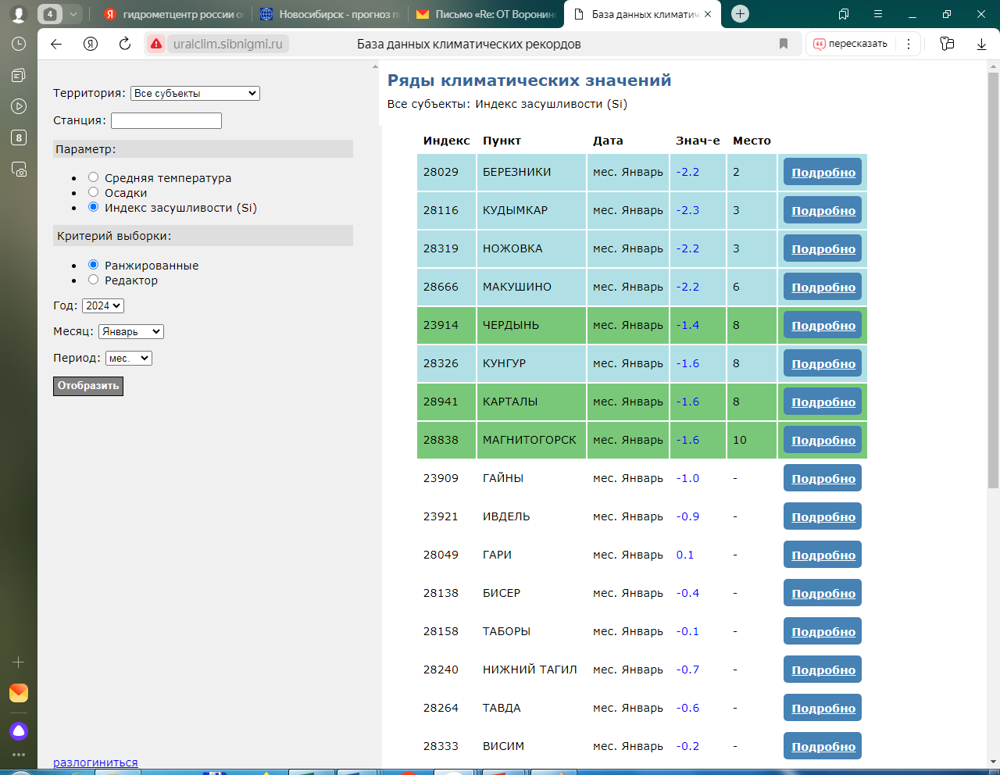 4
гидрометцентр россии о
Новосибирск - прогноз п
Письмо «Re: ОТ Воронин
База данных климатич
uralclim.sibnigmi.ru
База данных климатических рекордов
пересказать
8
Территория: Все субъекты
Станция:
Параметр:
Средняя температура
Осадки
Индекс засушливости (Si)
Критерий выборки:
Ранжированные
Редактор
Год: 2024
Месяц: Январь
Период: мес.
Отобразить
разлогиниться
Ряды климатических значений
Все субъекты: Индекс засушливости (Si)
Индекс Пункт Дата Знач-е Место
28029 БЕРЕЗНИКИ мес. Январь -2.2 2 Подробно
28116 КУДЫМКАР мес. Январь -2.3 3 Подробно
28319 НОЖОВКА мес. Январь -2.2 3 Подробно
28666 МАКУШИНО мес. Январь -2.2 6 Подробно
23914 ЧЕРДЫНЬ мес. Январь -1.4 8 Подробно
28326 КУНГУР мес. Январь -1.6 8 Подробно
28941 КАРТАЛЫ мес. Январь -1.6 8 Подробно
28838 МАГНИТОГОРСК мес. Январь -1.6 10 Подробно
23909 ГАЙНЫ мес. Январь -1.0 - Подробно
23921 ИВДЕЛЬ мес. Январь -0.9 - Подробно
28049 ГАРИ мес. Январь 0.1 - Подробно
28138 БИСЕР мес. Январь -0.4 - Подробно
28158 ТАБОРЫ мес. Январь -0.1 - Подробно
28240 НИЖНИЙ ТАГИЛ мес. Январь -0.7 - Подробно
28264 ТАВДА мес. Январь -0.6 - Подробно
28333 ВИСИМ мес. Январь -0.2 - Подробно